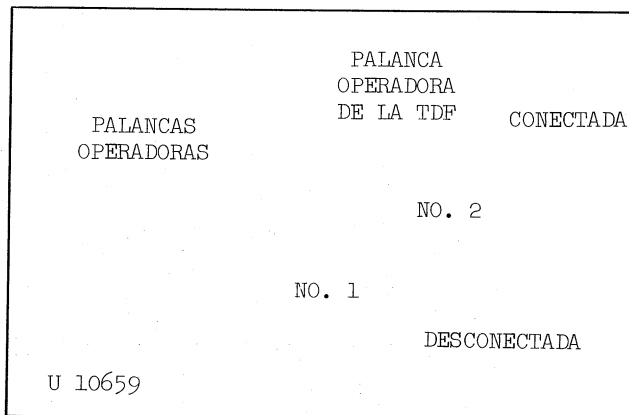 PALANCA
OPERADORA
DE LA TDF
CONECTADA
PALANCAS
OPERADORAS
NO. 2
NO. 1
DESCONECTADA
U 10659